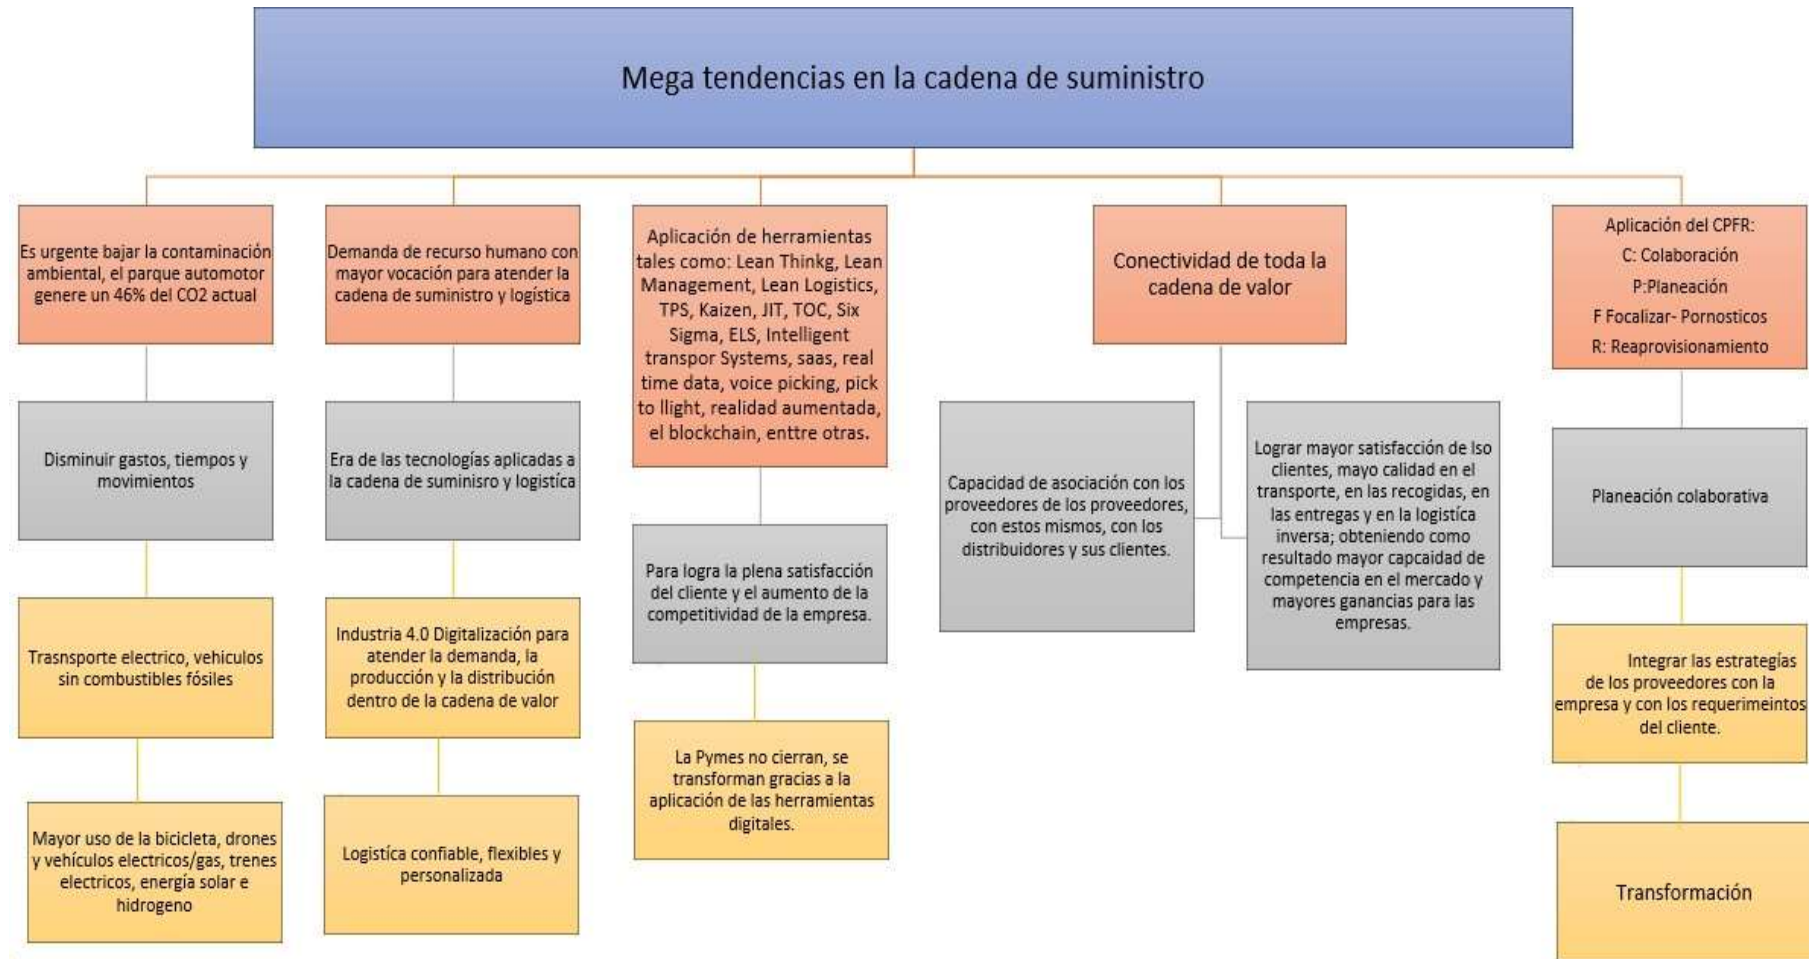 Mega tendencias en la cadena de suministro
Es urgente bajar la contaminación
ambiental, el parque automotor
genere un 46% del CO2 actual
Disminuir gastos, tiempos y
movimientos
Trasnsporte electrico, vehiculos
sin combustibles fósiles
Mayor uso de la bicicleta, drones
y vehículos electricos/gas, trenes
electricos, energía solar e
hidrogeno
Demanda de recurso humano con
mayor vocación para atender la
cadena de suministro y logística
Era de las tecnologías aplicadas a
la cadena de suminisro y logistíca
Industria 4.0 Digitalización para
atender la demanda, la
producción y la distribución
dentro de la cadena de valor
Logistíca confiable, flexibles y
personalizada
Aplicación de herramientas
tales como: Lean Thinkg, Lean
Management, Lean Logistics,
TPS, Kaizen, JIT, TOC, Six
Sigma, ELS, Intelligent
transpor Systems, saas, real
time data, voice picking, pick
to llight, realidad aumentada,
el blockchain, enttre otras.
Para logra la plena satisfacción
del cliente y el aumento de la
competitividad de la empresa.
La Pymes no cierran, se
transforman gracias a la
aplicación de las herramientas
digitales.
Conectividad de toda la
cadena de valor
Capacidad de asociación con los
proveedores de los proveedores,
con estos mismos, con los
distribuidores y sus clientes.
Lograr mayor satisfacción de lso
clientes, mayo calidad en el
transporte, en las recogidas, en
las entregas y en la logistíca
inversa; obteniendo como
resultado mayor capcaidad de
competencia en el mercado y
mayores ganancias para las
empresas.
Aplicación del CPFR:
C: Colaboración
P:Planeación
F Focalizar- Pornosticos
R: Reaprovisionamiento
Planeación colaborativa
Integrar las estrategías
de los proveedores con la
empresa y con los requerimeintos
del cliente.
Transformación